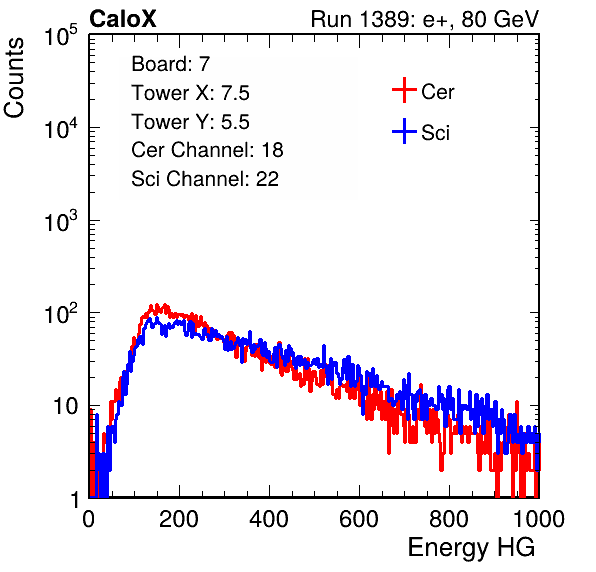 CaloX Run 1389: e+, 80 GeV
Counts
Board: 7
Tower X: 7.5
Tower Y: 5.5
Cer Channel: 18
Sci Channel: 22
Cer
Sci
10^5
10^4
10^3
10^2
10
1
0 200 400 600 800 1000
Energy HG